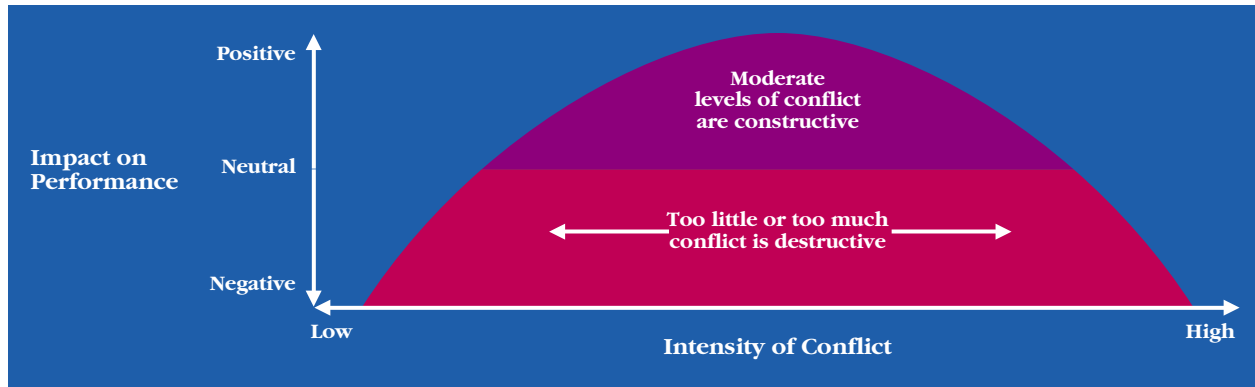 Positive
Moderate
levels of conflict
are constructive
Impact on
Performance
Neutral
Too little or too much
conflict is destructive
Negative
Low
High
Intensity of Conflict